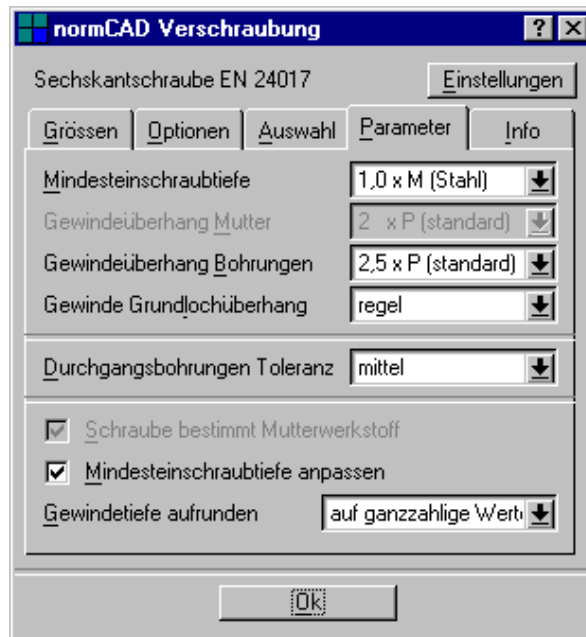 normCAD Verschraubung
Sechskantschraube EN 24017 Einstellungen
Grössen Optionen Auswahl Parameter Info
Mindesteinschraubtiefe 1,0 x M (Stahl)
Gewindeüberhang Mutter 2 x P (standard)
Gewindeüberhang Bohrungen 2,5 x P (standard)
Gewinde Grundlochüberhang regel
Durchgangsbohrungen Toleranz mittel
Schraube bestimmt Mutterwerkstoff
Mindesteinschraubtiefe anpassen
Gewindetiefe aufrunden auf ganzzahlige Werte
Ok